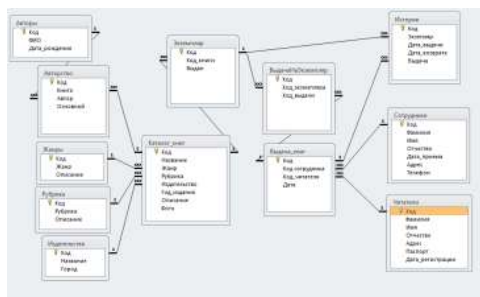 Авторы
Код
ФИО
Дата_рождения
Авторство
Код
Книга
Автор
Основной
Жанры
Код
Жанр
Описание
Рубрики
Код
Рубрика
Описание
Издательства
Код
Название
Город
Экземпляр
Код
Код_книги
Выдан
Каталог_книг
Код
Название
Жанр
Рубрика
Издательство
Год_издания
Описание
Фото
ВыдачаНаЭкземпляр
Код
Код_экземпляра
Код_выдачи
Выдача_книг
Код
Код_сотрудника
Код_читателя
Дата
История
Код
Экземпляр
Дата_выдачи
Дата_возврата
Выдача
Сотрудники
Код
Фамилия
Имя
Отчество
Дата_приема
Адрес
Телефон
Читатели
Код
Фамилия
Имя
Отчество
Адрес
Паспорт
Дата_регистрации